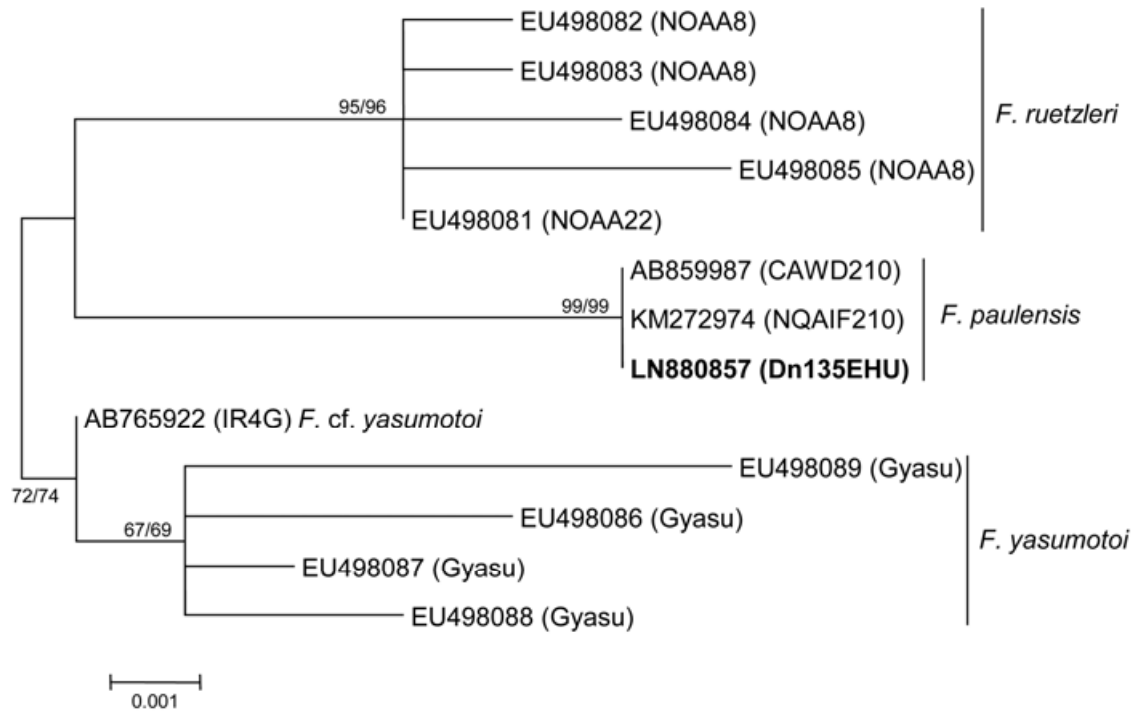 EU498082 (NOAA8)
EU498083 (NOAA8)
95/96
EU498084 (NOAA8)
F. ruetzleri
EU498085 (NOAA8)
EU498081 (NOAA22)
AB859987 (CAWD210)
99/99
KM272974 (NQAIF210)
F. paulensis
LN880857 (Dn135EHU)
AB765922 (IR4G) F. cf. yasumotoi
EU498089 (Gyasu)
72/74
EU498086 (Gyasu)
67/69
F. yasumotoi
EU498087 (Gyasu)
EU498088 (Gyasu)
0.001